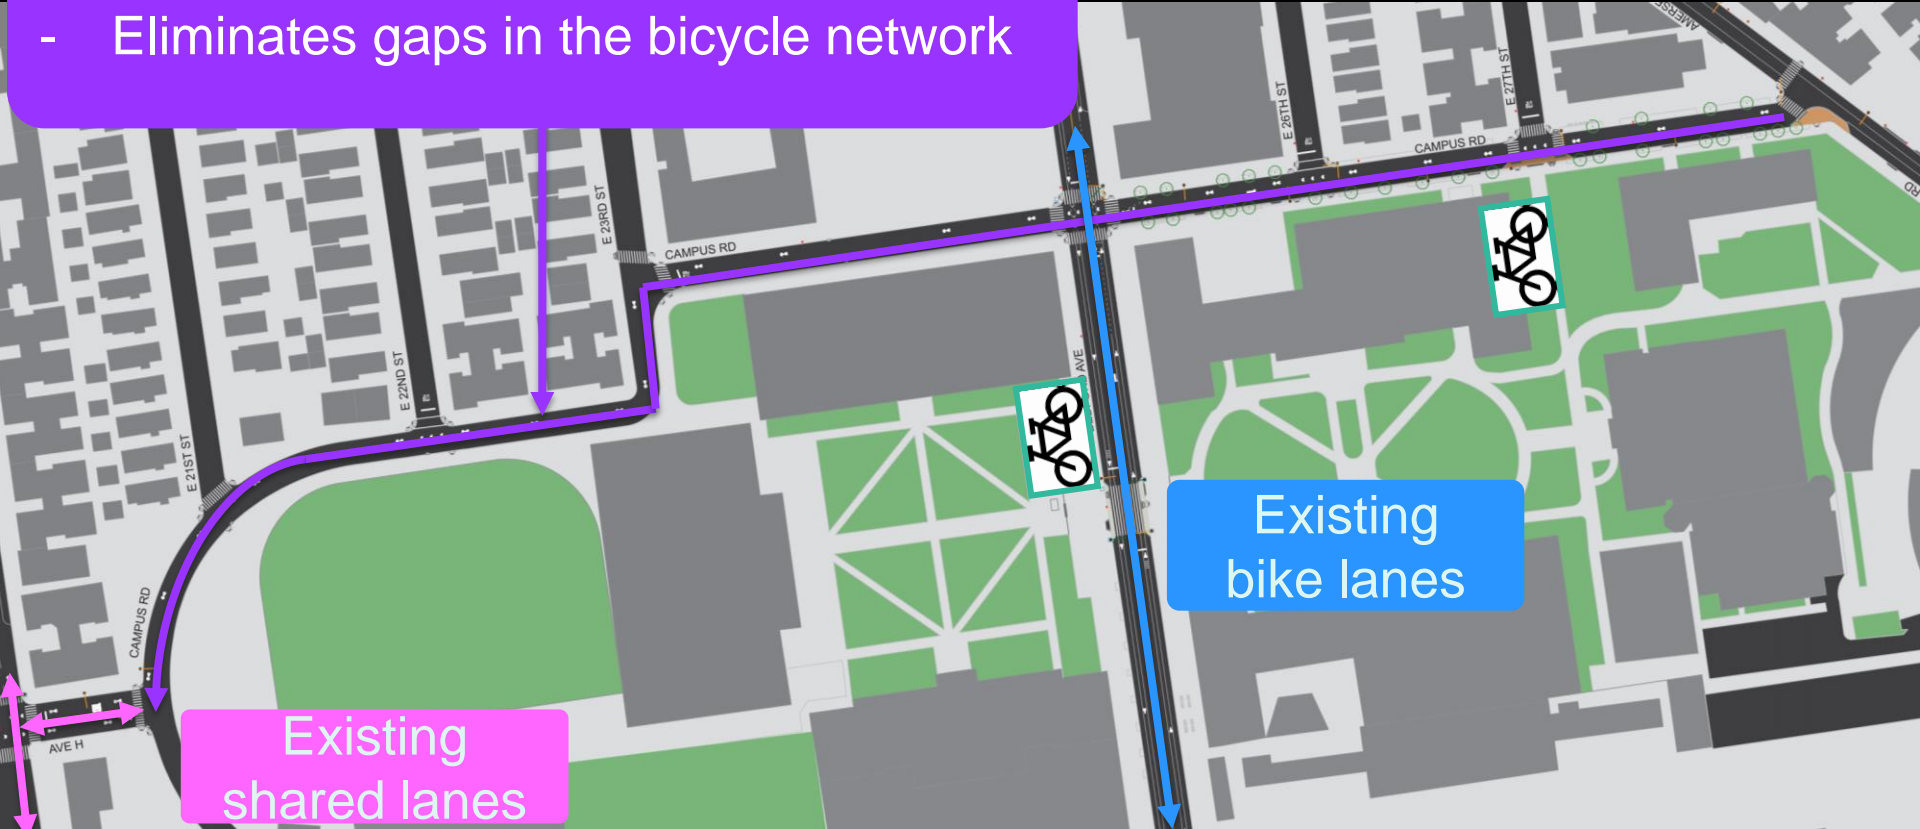 - Eliminates gaps in the bicycle network
E 26TH ST
E 27TH ST
CAMPUS RD
RD
E 23RD ST
CAMPUS RD
E 22ND ST
AVE
E 21ST ST
Existing
bike lanes
CAMPUS RD
AVE H
Existing
shared lanes